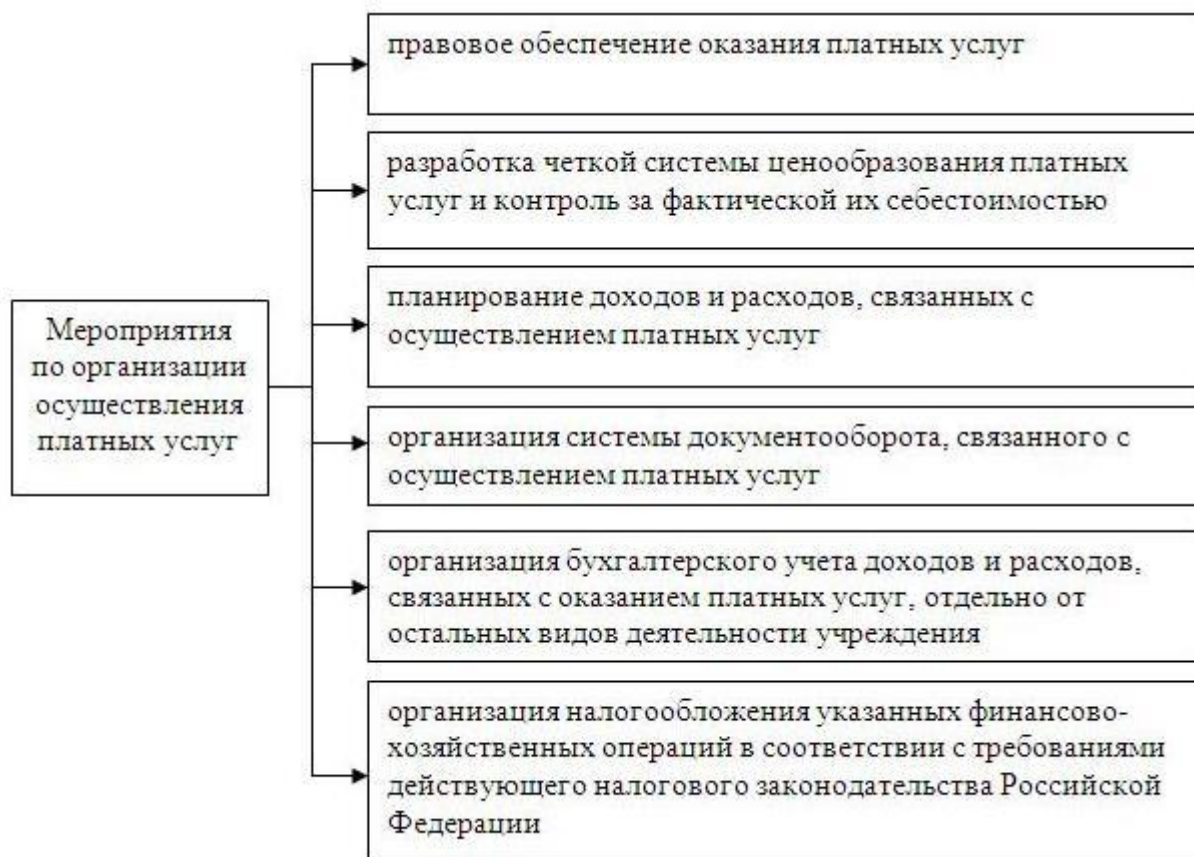 правовое обеспечение оказания платных услуг
разработка четкой системы ценообразования платных
услуг и контроль за фактической их себестоимостью
планирование доходов и расходов, связанных с
осуществлением платных услуг
Мероприятия
по организации
осуществления
платных услуг
организация системы документооборота, связанного с
осуществлением платных услуг
организация бухгалтерского учета доходов и расходов,
связанных с оказанием платных услуг, отдельно от
остальных видов деятельности учреждения
организация налогообложения указанных финансово-
хозяйственных операций в соответствии с требованиями
действующего налогового законодательства Российской
Федерации